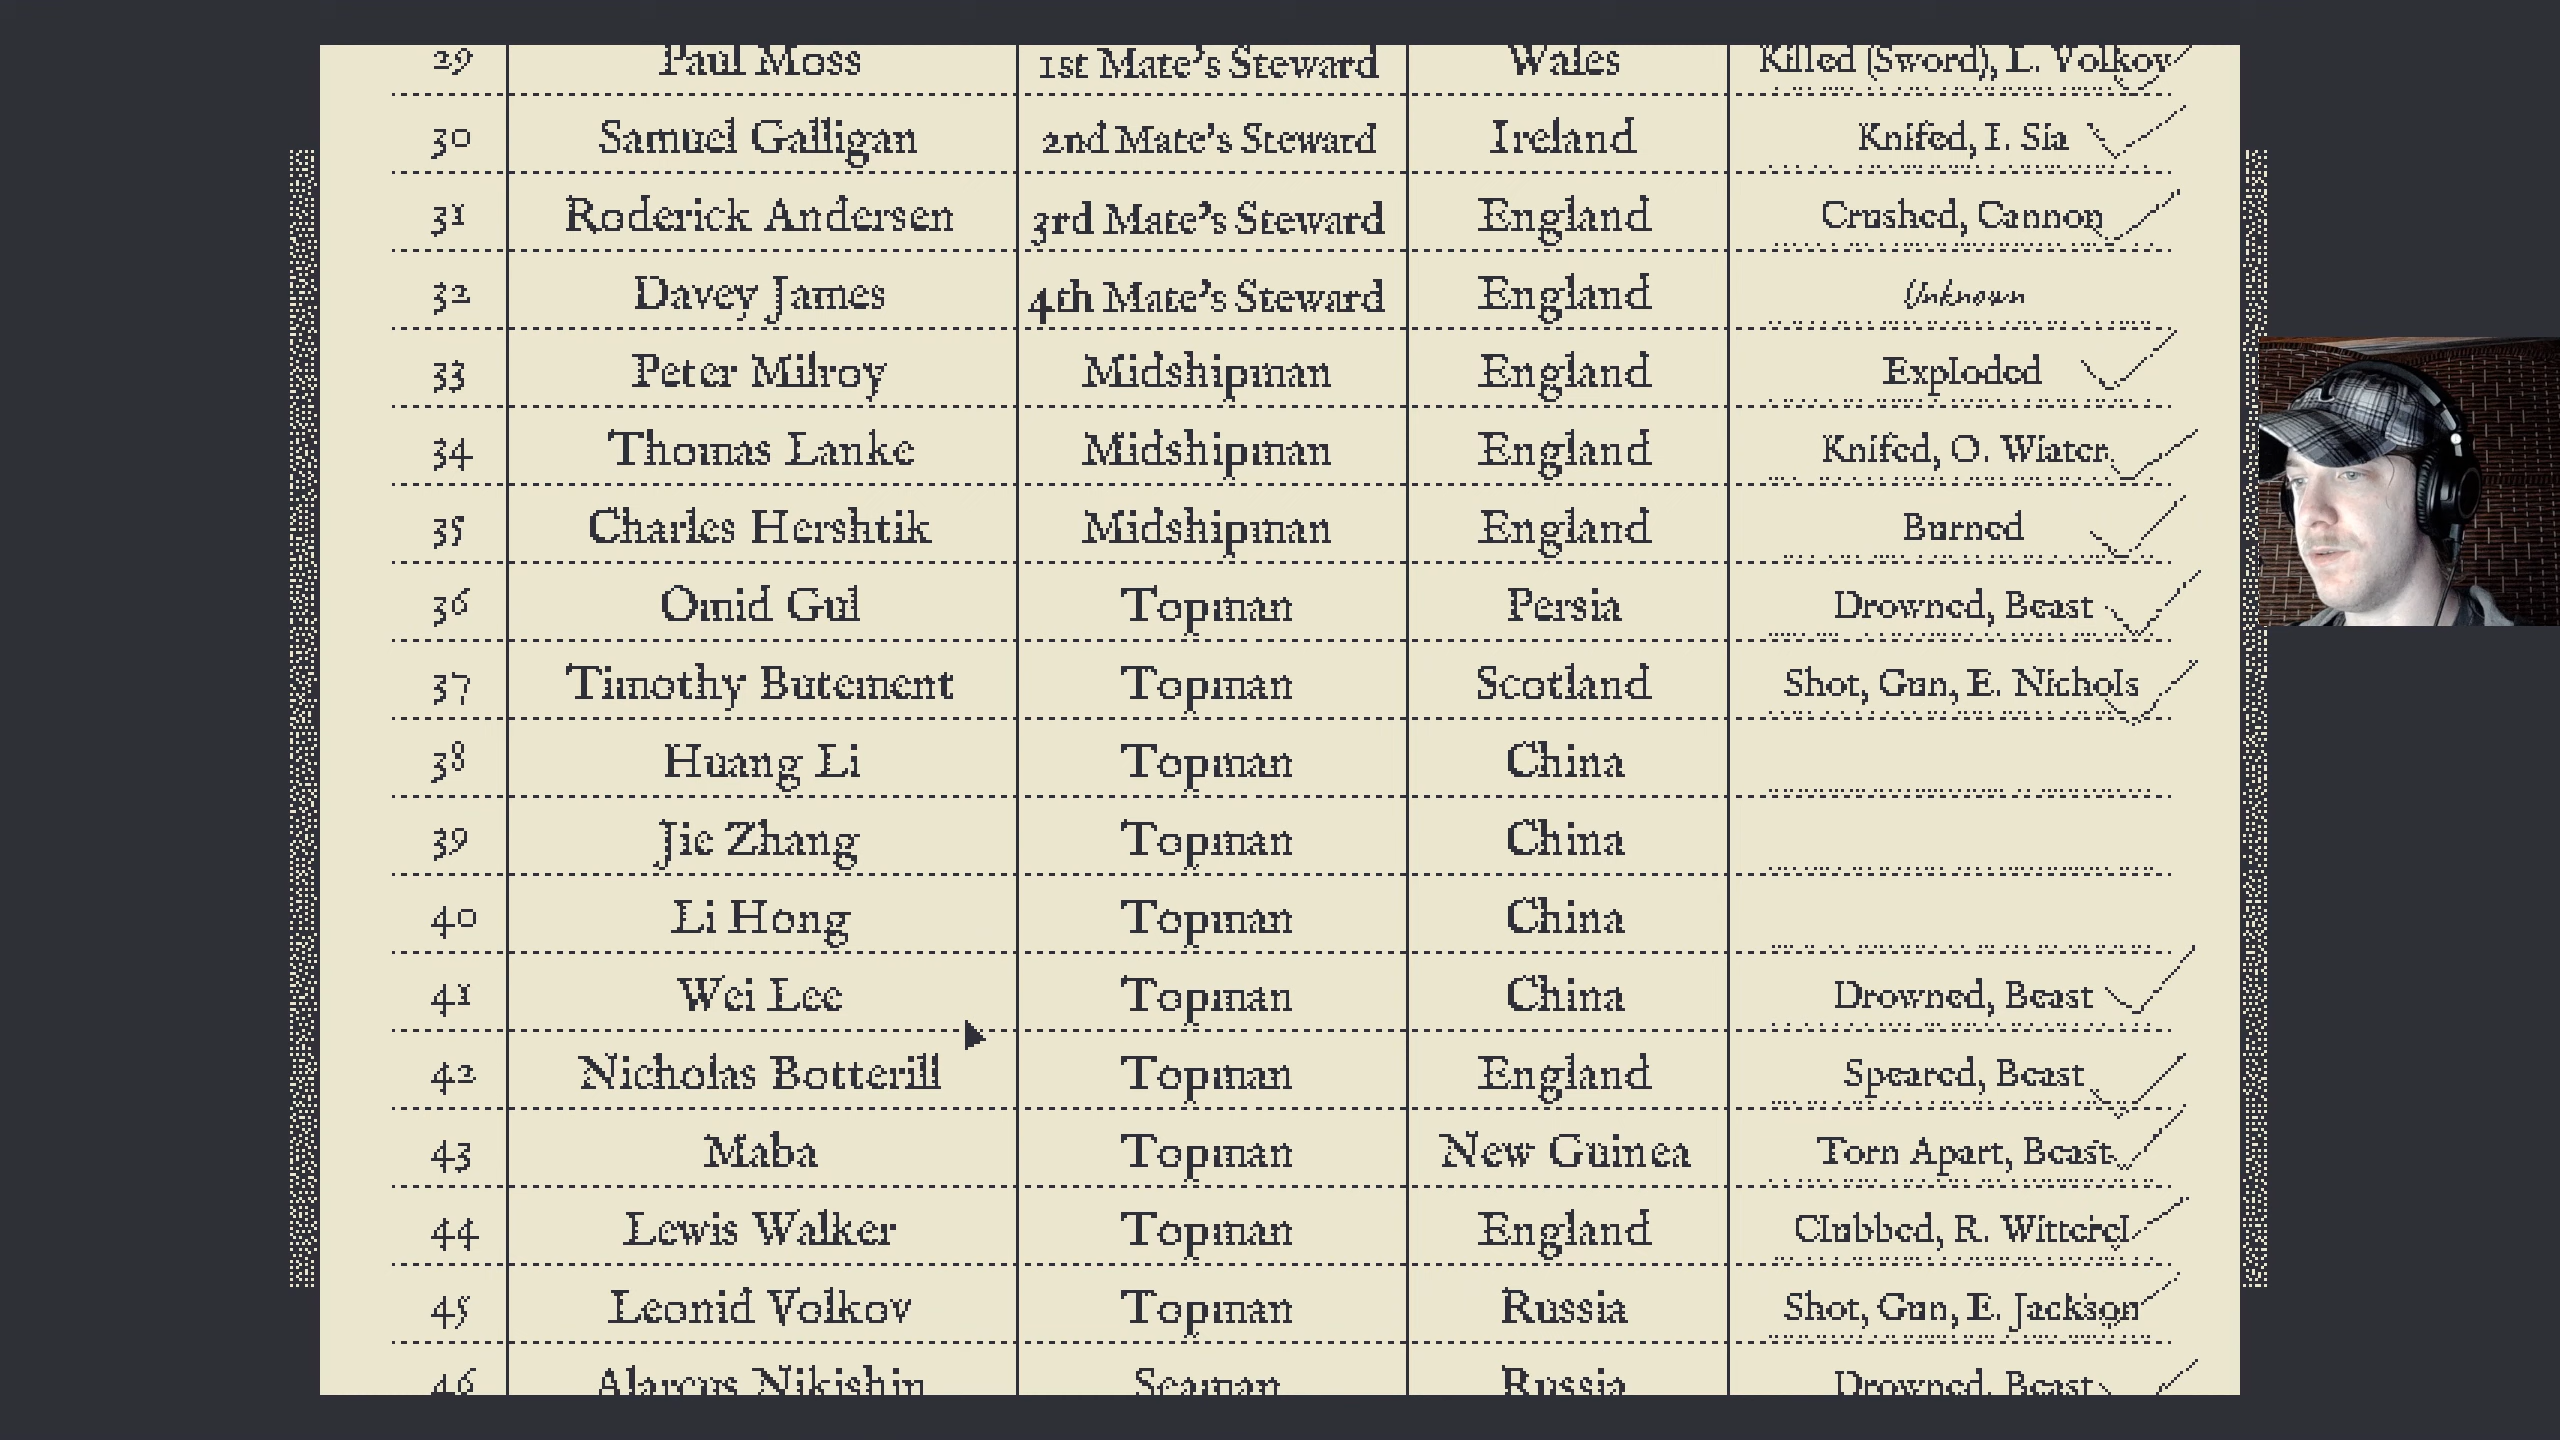 29 Paul Moss 1st Mate's Steward Wales Killed (Sword), L. Volkov
30 Samuel Galligan 2nd Mate's Steward Ireland Knifed, I. Sia
31 Roderick Andersen 3rd Mate's Steward England Crushed, Cannon
32 Davey James 4th Mate's Steward England Unknown
33 Peter Milroy Midshipman England Exploded
34 Thomas Lanke Midshipman England Knifed, O. Wiater
35 Charles Hershtik Midshipman England Burned
36 Omid Gul Topman Persia Drowned, Beast
37 Timothy Butement Topman Scotland Shot, Gun, E. Nichols
38 Huang Li Topman China
39 Jie Zhang Topman China
40 Li Hong Topman China
41 Wei Lee Topman China Drowned, Beast
42 Nicholas Botterill Topman England Speared, Beast
43 Maba Topman New Guinea Torn Apart, Beast
44 Lewis Walker Topman England Clubbed, R. Witterel
45 Leonid Volkov Topman Russia Shot, Gun, E. Jackson
46 Alarcus Nikishin Seaman Russia Drowned, Beast